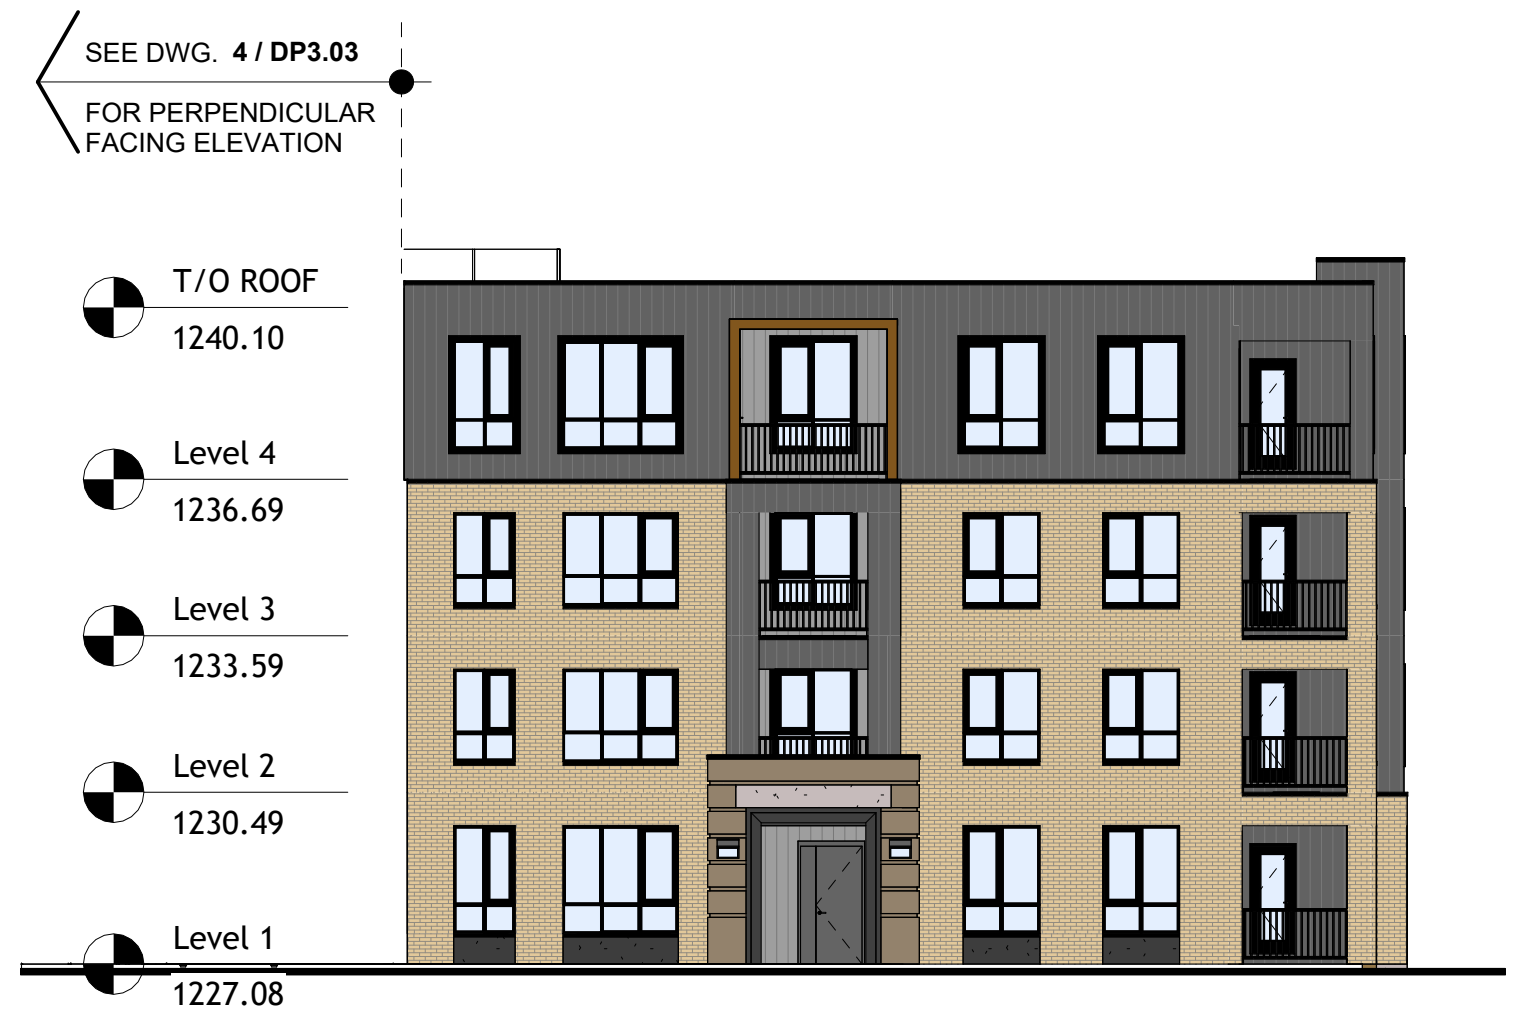 SEE DWG. 4 / DP3.03
FOR PERPENDICULAR
FACING ELEVATION
T/O ROOF
1240.10
Level 4
1236.69
Level 3
1233.59
Level 2
1230.49
Level 1
1227.08